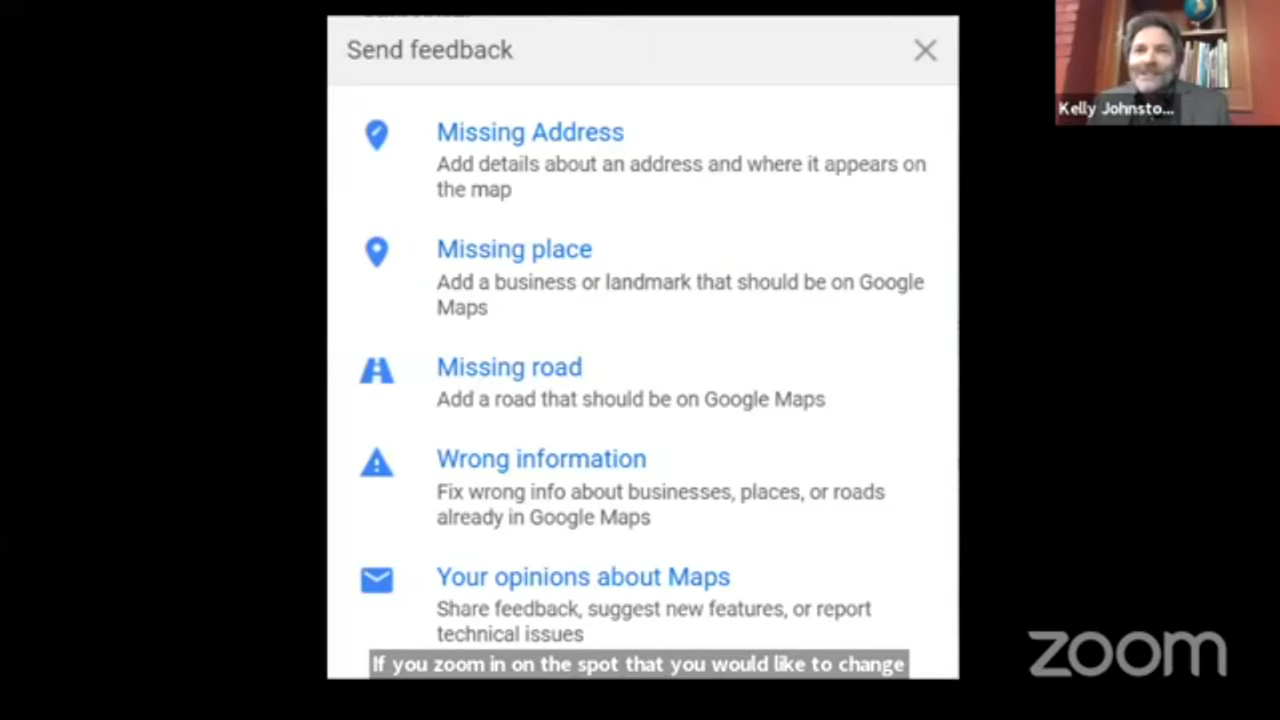 Send feedback
Kelly Johnsto...
Missing Address
Add details about an address and where it appears on
the map
Missing place
Add a business or landmark that should be on Google
Maps
Missing road
Add a road that should be on Google Maps
Wrong information
Fix wrong info about businesses, places, or roads
already in Google Maps
Your opinions about Maps
Share feedback, suggest new features, or report
technical issues
If you zoom in on the spot that you would like to change
zoom